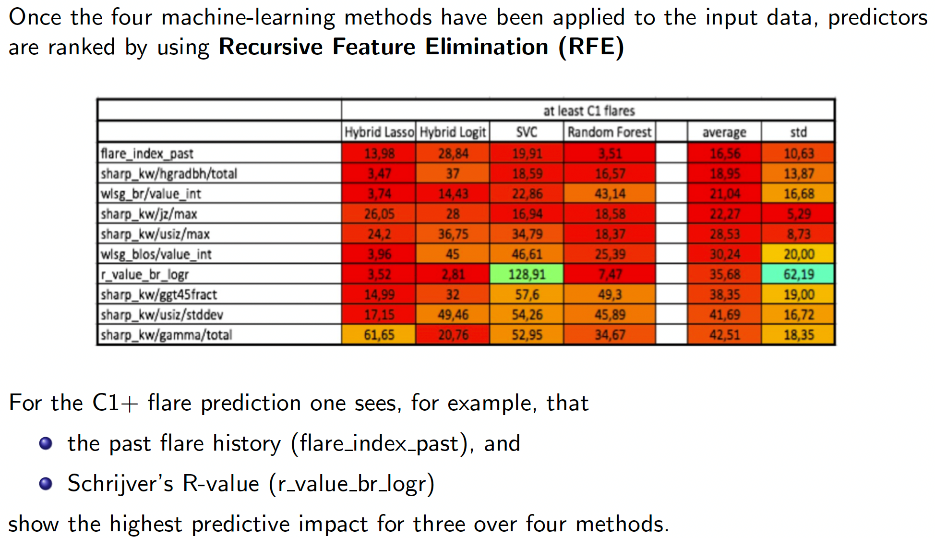 Once the four machine-learning methods have been applied to the input data, predictors
are ranked by using Recursive Feature Elimination (RFE)
at least C1 flares
Hybrid Lasso Hybrid Logit SVC Random Forest average std
flare_index_past 13,98 28,84 19,91 3,51 16,56 10,63
sharp_kw/hgradbh/total 3,47 37 18,59 16,57 18,95 13,87
wlsg_br/value_int 3,74 14,43 22,86 43,14 21,04 16,68
sharp_kw/jz/max 26,05 28 16,94 18,58 22,27 5,29
sharp_kw/usiz/max 24,2 36,75 34,79 18,37 28,53 8,73
wlsg_blos/value_int 3,96 45 46,61 25,39 30,24 20,00
r_value_br_logr 3,52 2,81 128,91 7,47 35,68 62,19
sharp_kw/ggt45fract 14,99 32 57,6 49,3 38,35 19,00
sharp_kw/usiz/stddev 17,15 49,46 54,26 45,89 41,69 16,72
sharp_kw/gamma/total 61,65 20,76 52,95 34,67 42,51 18,35
For the C1+ flare prediction one sees, for example, that
the past flare history (flare_index_past), and
Schrijver's R-value (r_value_br_logr)
show the highest predictive impact for three over four methods.